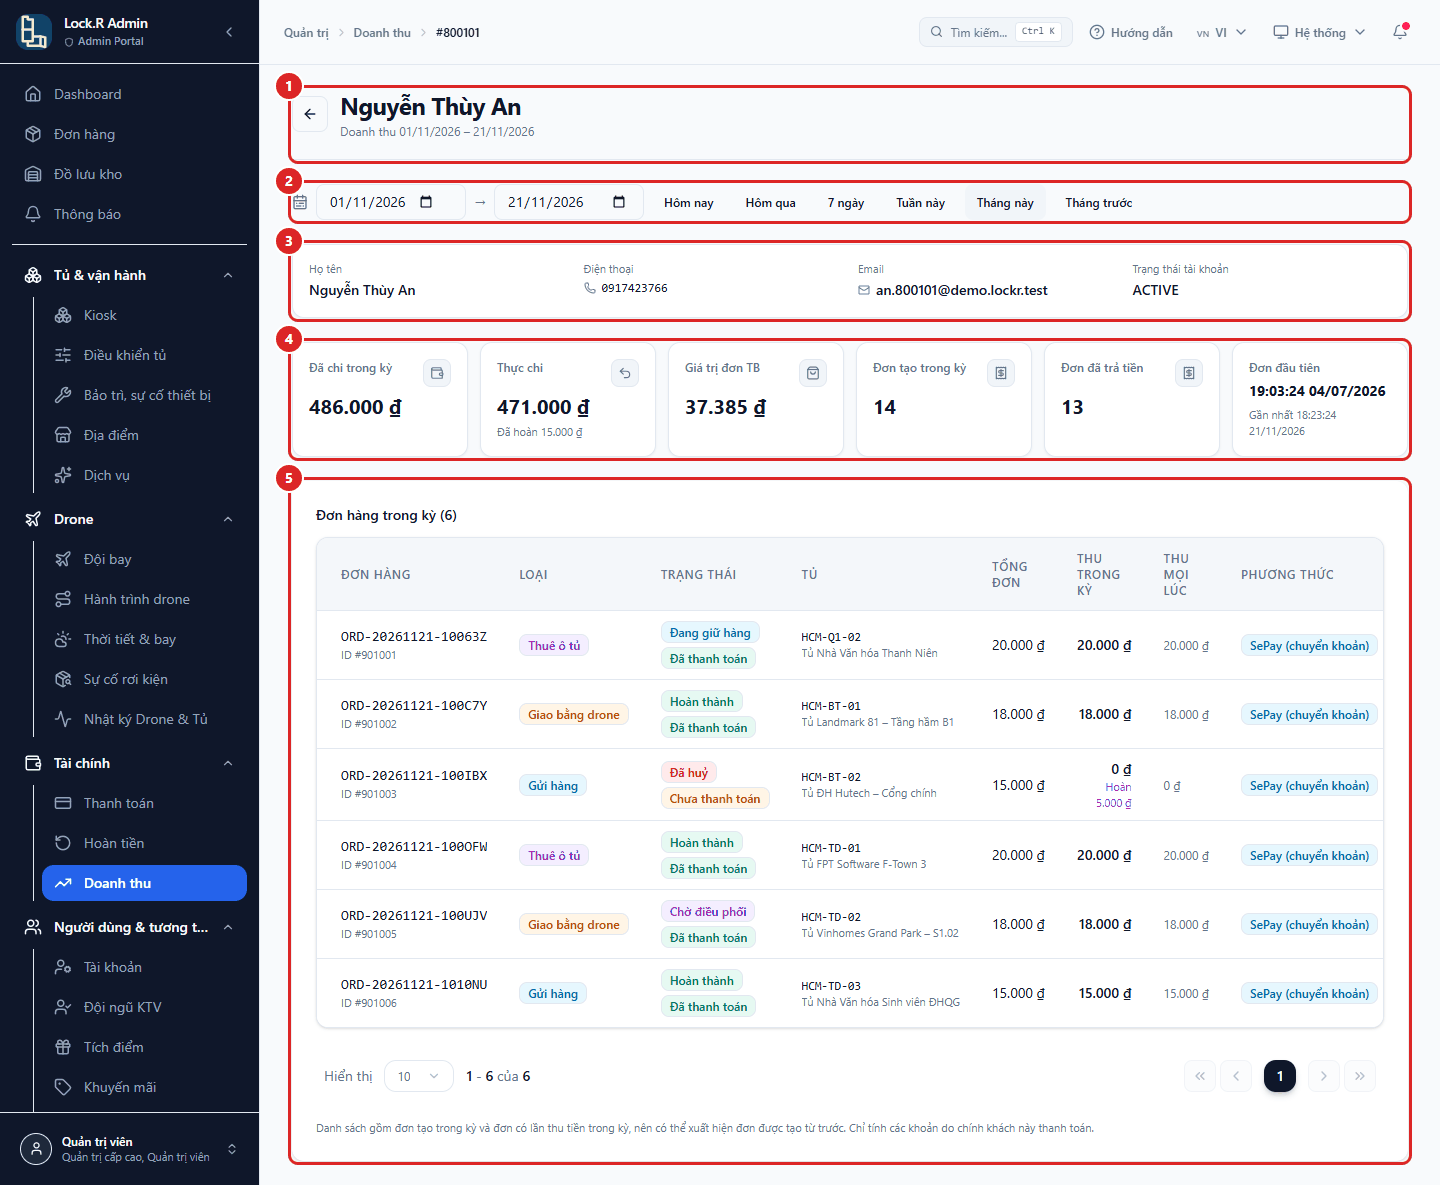 Lock.R Admin
Admin Portal
Dashboard
Đơn hàng
Đồ lưu kho
Thông báo
Tủ & vận hành
Kiosk
Điều khiển tủ
Bảo trì, sự cố thiết bị
Địa điểm
Dịch vụ
Drone
Đội bay
Hành trình drone
Thời tiết & bay
Sự cố rơi kiện
Nhật ký Drone & Tủ
Tài chính
Thanh toán
Hoàn tiền
Doanh thu
Người dùng & tương t...
Tài khoản
Đội ngũ KTV
Tích điểm
Khuyến mãi
Quản trị viên
Quản trị cấp cao, Quản trị viên
Quản trị > Doanh thu > #800101
Tìm kiếm... Ctrl K
Hướng dẫn
VN VI
Hệ thống
1
Nguyễn Thùy An
Doanh thu 01/11/2026 – 21/11/2026
2
01/11/2026 → 21/11/2026 Hôm nay Hôm qua 7 ngày Tuần này Tháng này Tháng trước
3
Họ tên Điện thoại Email Trạng thái tài khoản
Nguyễn Thùy An 0917423766 an.800101@demo.lockr.test ACTIVE
4
Đã chi trong kỳ
486.000 ₫
Thực chi
471.000 ₫
Đã hoàn 15.000 ₫
Giá trị đơn TB
37.385 ₫
Đơn tạo trong kỳ
14
Đơn đã trả tiền
13
Đơn đầu tiên
19:03:24 04/07/2026
Gần nhất 18:23:24
21/11/2026
5
Đơn hàng trong kỳ (6)
ĐƠN HÀNG LOẠI TRẠNG THÁI TỦ TỔNG ĐƠN THU TRONG KỲ THU MỌI LÚC PHƯƠNG THỨC
ORD-20261121-10063Z Thuê ô tủ Đang giữ hàng HCM-Q1-02 20.000 ₫ 20.000 ₫ 20.000 ₫ SePay (chuyển khoản)
ID #901001 Đã thanh toán Tủ Nhà Văn hóa Thanh Niên
ORD-20261121-100C7Y Giao bằng drone Hoàn thành HCM-BT-01 18.000 ₫ 18.000 ₫ 18.000 ₫ SePay (chuyển khoản)
ID #901002 Đã thanh toán Tủ Landmark 81 – Tầng hầm B1
ORD-20261121-100IBX Gửi hàng Đã huỷ HCM-BT-02 15.000 ₫ 0 ₫ 0 ₫ SePay (chuyển khoản)
ID #901003 Chưa thanh toán Tủ ĐH Hutech – Cổng chính Hoàn 5.000 ₫
ORD-20261121-100OFW Thuê ô tủ Hoàn thành HCM-TD-01 20.000 ₫ 20.000 ₫ 20.000 ₫ SePay (chuyển khoản)
ID #901004 Đã thanh toán Tủ FPT Software F-Town 3
ORD-20261121-100UJV Giao bằng drone Chờ điều phối HCM-TD-02 18.000 ₫ 18.000 ₫ 18.000 ₫ SePay (chuyển khoản)
ID #901005 Đã thanh toán Tủ Vinhomes Grand Park – S1.02
ORD-20261121-1010NU Gửi hàng Hoàn thành HCM-TD-03 15.000 ₫ 15.000 ₫ 15.000 ₫ SePay (chuyển khoản)
ID #901006 Đã thanh toán Tủ Nhà Văn hóa Sinh viên ĐHQG
Hiển thị 10 1 - 6 của 6
« ‹ 1 › »
Danh sách gồm đơn tạo trong kỳ và đơn có lần thu tiền trong kỳ, nên có thể xuất hiện đơn được tạo từ trước. Chỉ tính các khoản do chính khách này thanh toán.